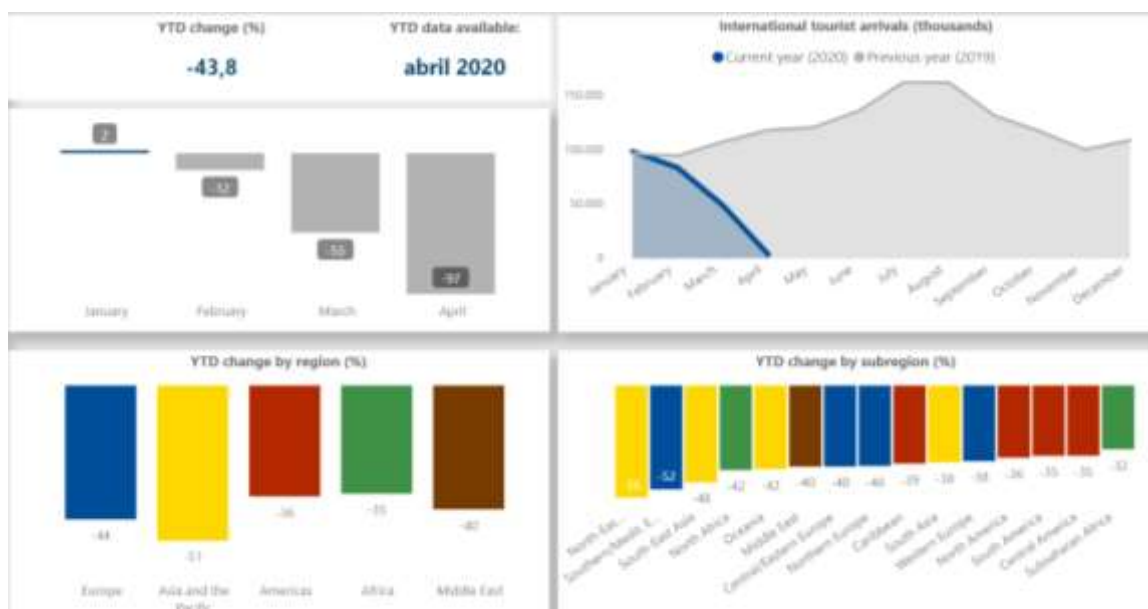 YTD change (%)
YTD data available:
-43,8
abril 2020
2
-12
-55
-97
January
February
March
April
International tourist arrivals (thousands)
Current year (2020)
Previous year (2019)
150.000
100.000
50.000
0
January
February
March
April
May
June
July
August
September
October
November
December
YTD change by region (%)
-44
-51
-36
-35
-40
Europe
Asia and the
Pacific
Americas
Africa
Middle East
YTD change by subregion (%)
-52
-48
-42
-42
-40
-40
-40
-39
-38
-38
-36
-35
-35
-32
North-Eat...
Southern/Medit. E...
South-East Asia
North Africa
Oceania
Middle East
Central/Eastern Europe
Northern Europe
Caribbean
South Asia
Western Europe
North America
South America
Central America
Subsaharan Africa